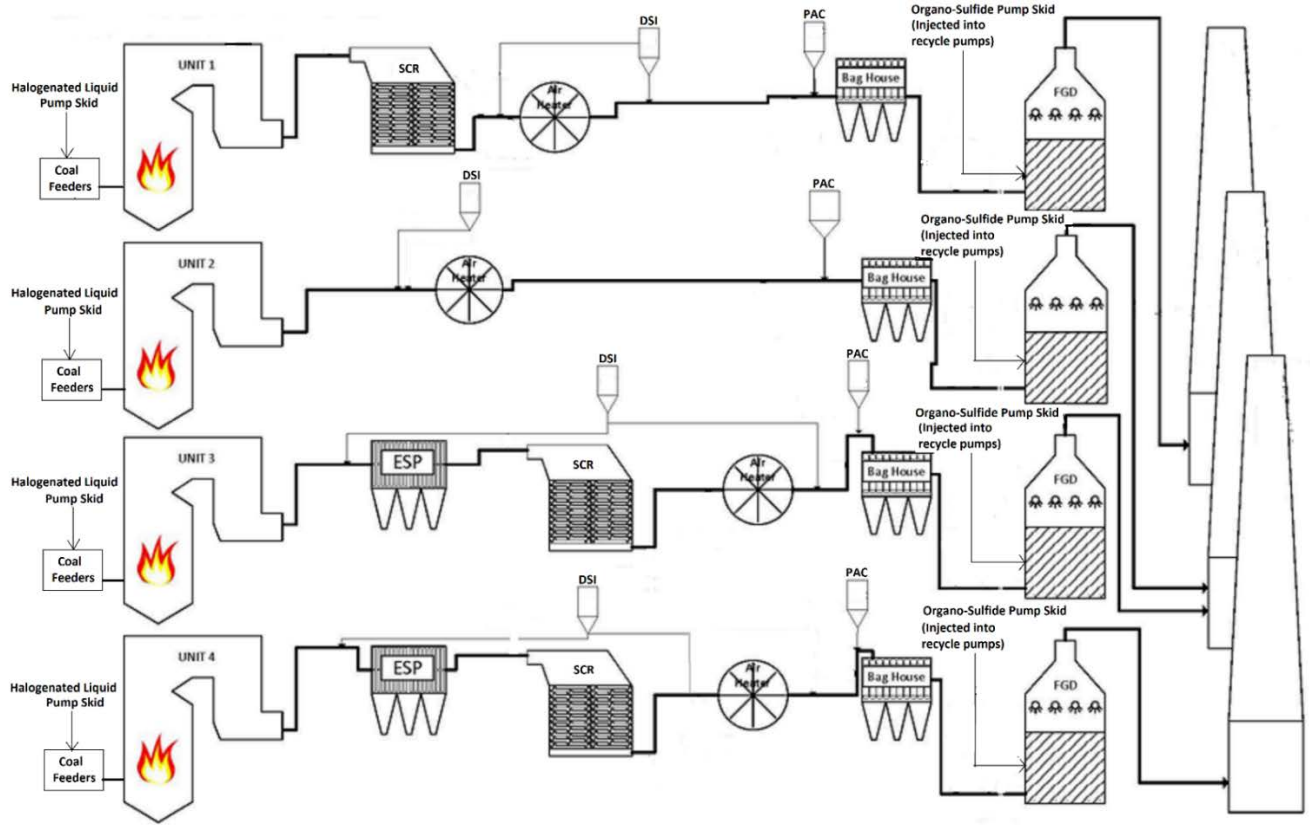 Organo-Sulfide Pump Skid
(Injected into
recycle pumps)
DSI
PAC
UNIT 1
SCR
Bag House
FGD
Halogenated Liquid
Pump Skid
Air
Heater
Coal
Feeders
DSI
PAC
Organo-Sulfide Pump Skid
(Injected into
recycle pumps)
UNIT 2
Air
Heater
Bag House
Halogenated Liquid
Pump Skid
Coal
Feeders
DSI
PAC
Organo-Sulfide Pump Skid
(Injected into
recycle pumps)
UNIT 3
ESP
SCR
Air
Heater
Bag House
FGD
Halogenated Liquid
Pump Skid
Coal
Feeders
DSI
PAC
Organo-Sulfide Pump Skid
(Injected into
recycle pumps)
UNIT 4
ESP
SCR
Air
Heater
Bag House
FGD
Halogenated Liquid
Pump Skid
Coal
Feeders